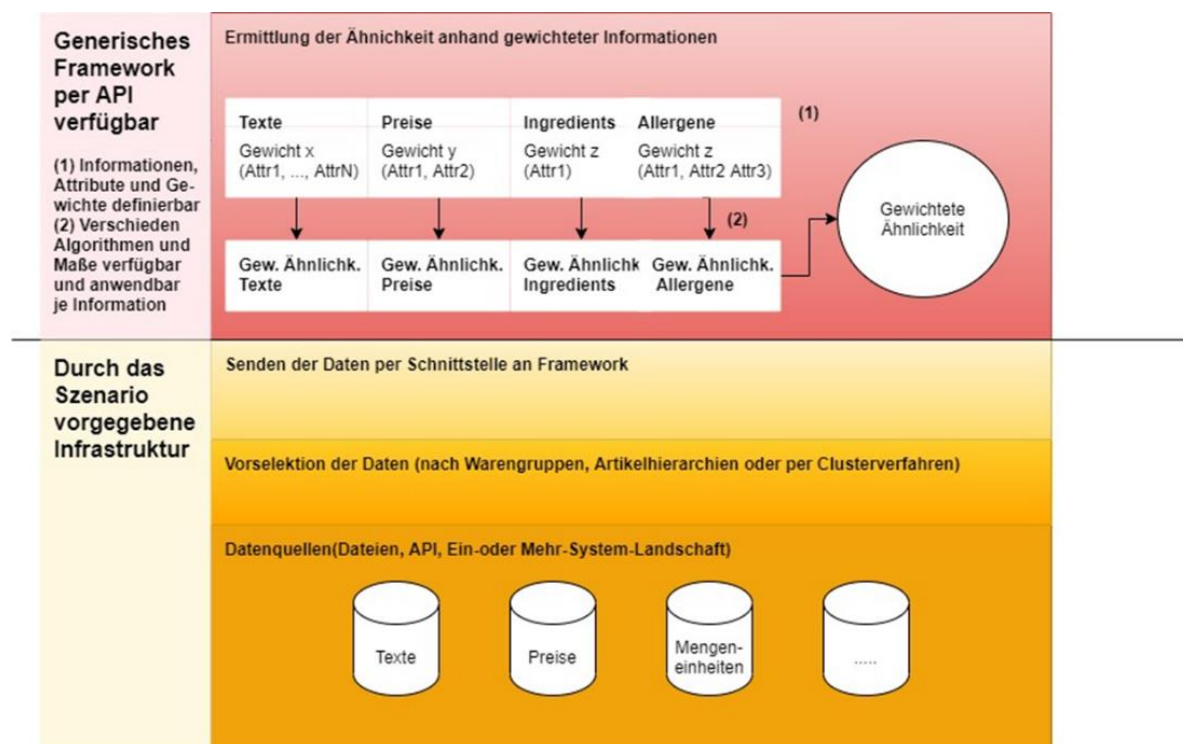 Generisches
Framework
per API
verfügbar
(1) Informationen,
Attribute und Ge-
wichte definierbar
(2) Verschieden
Algorithmen und
Maße verfügbar
und anwendbar
je Information
Ermittlung der Ähnichkeit anhand gewichteter Informationen
Texte
Gewicht x
(Attr1, ..., AttrN)
Preise
Gewicht y
(Attr1, Attr2)
Ingredients
Gewicht z
(Attr1)
Allergene
Gewicht z
(Attr1, Attr2 Attr3)
(1)
(2)
Gew. Ähnlichk.
Texte
Gew. Ähnlichk.
Preise
Gew. Ähnlichk
Ingredients
Gew. Ähnlichk.
Allergene
Gewichtete
Ähnlichkeit
Durch das
Szenario
vorgegebene
Infrastruktur
Senden der Daten per Schnittstelle an Framework
Vorselektion der Daten (nach Warengruppen, Artikelhierarchien oder per Clusterverfahren)
Datenquellen(Dateien, API, Ein-oder Mehr-System-Landschaft)
Texte
Preise
Mengen-
einheiten
.....